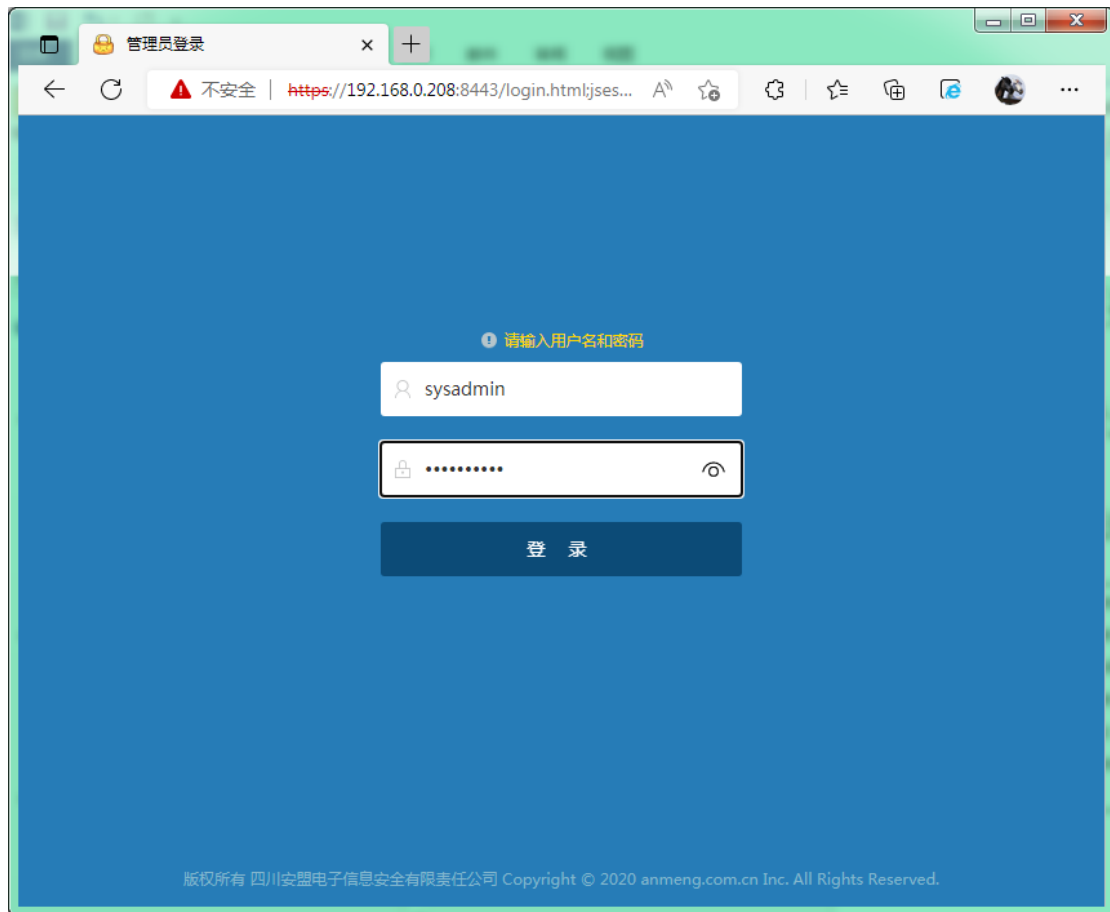 管理员登录
不安全
https://192.168.0.208:8443/login.html;jses...
请输入用户名和密码
sysadmin
••••••••••
登 录
版权所有 四川安盟电子信息安全有限责任公司 Copyright © 2020 anmeng.com.cn Inc. All Rights Reserved.